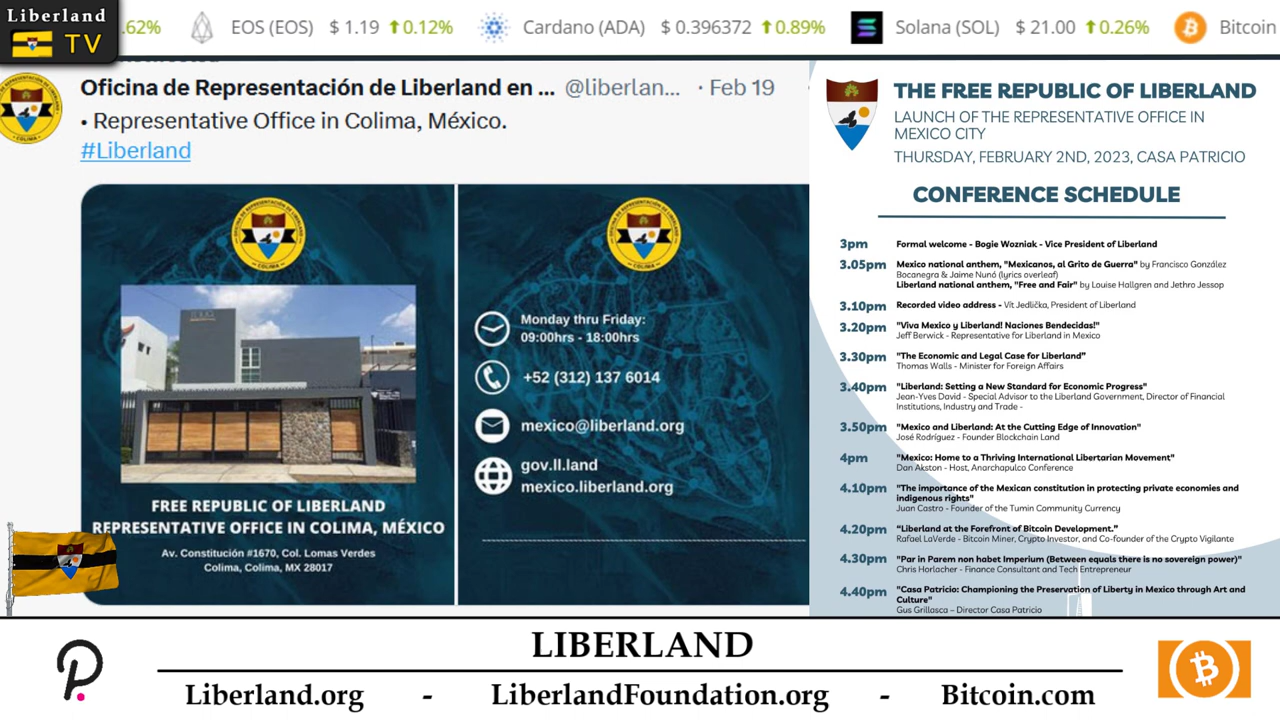 Liberland
TV
.62%
EOS (EOS) $ 1.19 ⬆0.12%
Cardano (ADA) $ 0.396372 ⬆0.89%
Solana (SOL) $ 21.00 ⬆0.26%
Bitcoin
Oficina de Representación de Liberland en ... @liberlan... · Feb 19
• Representative Office in Colima, México.
#Liberland
COLIMA
FREE REPUBLIC OF LIBERLAND
REPRESENTATIVE OFFICE IN COLIMA, MÉXICO
Av. Constitución #1670, Col. Lomas Verdes
Colima, Colima, MX 28017
COLIMA
Monday thru Friday:
09:00hrs - 18:00hrs
+52 (312) 137 6014
mexico@liberland.org
gov.ll.land
mexico.liberland.org
THE FREE REPUBLIC OF LIBERLAND
LAUNCH OF THE REPRESENTATIVE OFFICE IN
MEXICO CITY
THURSDAY, FEBRUARY 2ND, 2023, CASA PATRICIO
CONFERENCE SCHEDULE
3pm Formal welcome - Bogie Wozniak - Vice President of Liberland
3.05pm Mexico national anthem, "Mexicanos, al Grito de Guerra" by Francisco González
Bocanegra & Jaime Nunó (lyrics overleaf)
Liberland national anthem, "Free and Fair" by Louise Hallgren and Jethro Jessop
3.10pm Recorded video address - Vít Jedlička, President of Liberland
3.20pm "Viva Mexico y Liberland! Naciones Bendecidas!"
Jeff Berwick - Representative for Liberland in Mexico
3.30pm "The Economic and Legal Case for Liberland"
Thomas Walls - Minister for Foreign Affairs
3.40pm "Liberland: Setting a New Standard for Economic Progress"
Jean-Yves David - Special Advisor to the Liberland Government, Director of Financial
Institutions, Industry and Trade -
3.50pm "Mexico and Liberland: At the Cutting Edge of Innovation"
José Rodríguez - Founder Blockchain Land
4pm "Mexico: Home to a Thriving International Libertarian Movement"
Dan Akston - Host, Anarchapulco Conference
4.10pm "The importance of the Mexican constitution in protecting private economies and
indigenous rights"
Juan Castro - Founder of the Tumin Community Currency
4.20pm "Liberland at the Forefront of Bitcoin Development."
Rafael LaVerde - Bitcoin Miner, Crypto Investor, and Co-founder of the Crypto Vigilante
4.30pm "Par in Parem non habet Imperium (Between equals there is no sovereign power)"
Chris Horlacher - Finance Consultant and Tech Entrepreneur
4.40pm "Casa Patricio: Championing the Preservation of Liberty in Mexico through Art and
Culture"
Gus Grillasca – Director Casa Patricio
LIBERLAND
Liberland.org - LiberlandFoundation.org - Bitcoin.com